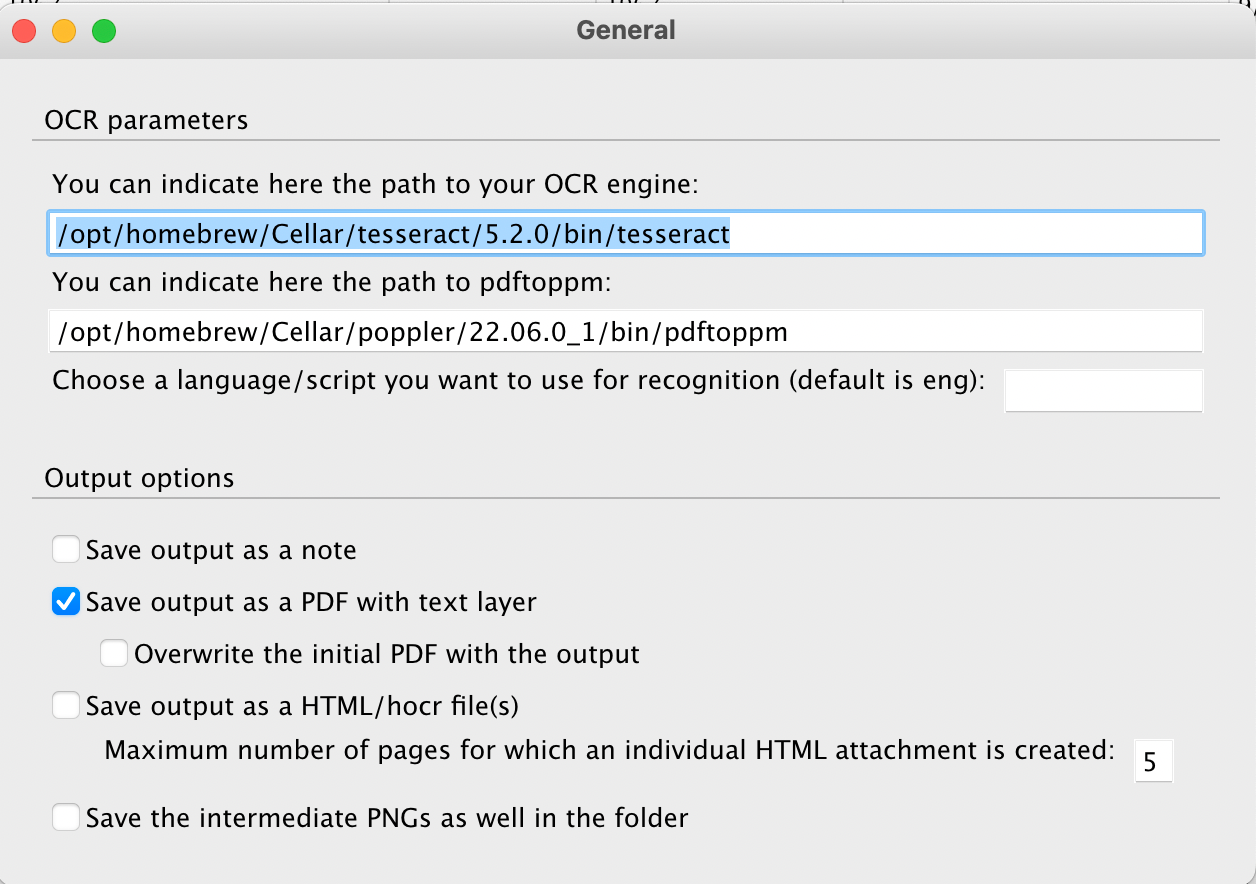 General
OCR parameters
You can indicate here the path to your OCR engine:
/opt/homebrew/Cellar/tesseract/5.2.0/bin/tesseract
You can indicate here the path to pdftoppm:
/opt/homebrew/Cellar/poppler/22.06.0_1/bin/pdftoppm
Choose a language/script you want to use for recognition (default is eng):
Output options
Save output as a note
Save output as a PDF with text layer
Overwrite the initial PDF with the output
Save output as a HTML/hocr file(s)
Maximum number of pages for which an individual HTML attachment is created: 5
Save the intermediate PNGs as well in the folder